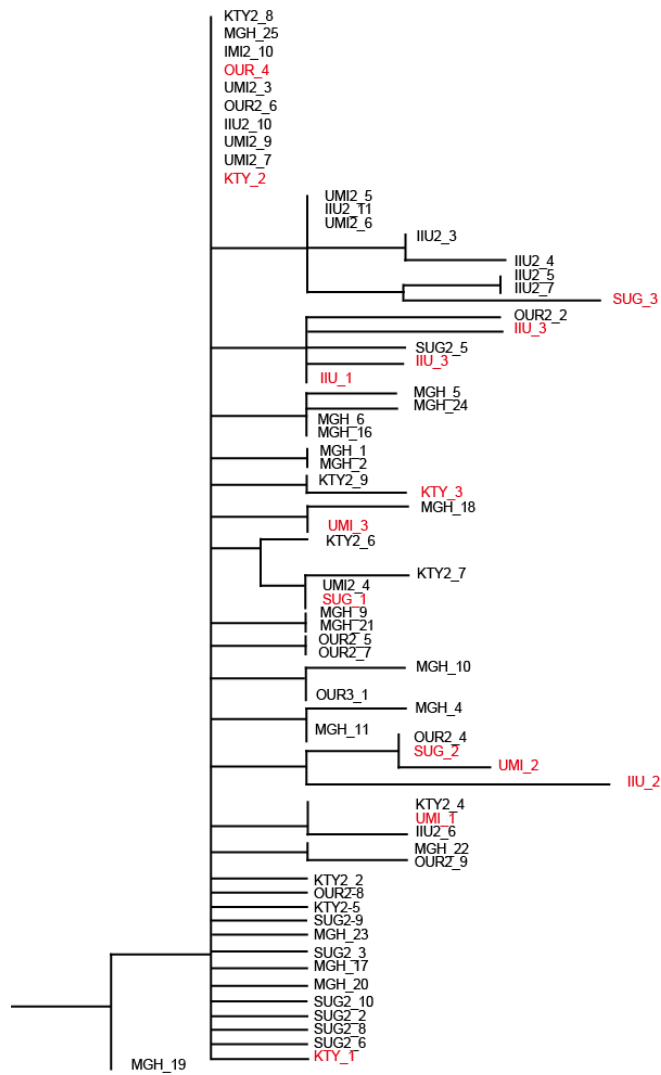 KTY2_8
MGH_25
IMI2_10
OUR_4
UMI2_3
OUR2_6
IIU2_10
UMI2_9
UMI2_7
KTY_2
UMI2_5
IIU2_11
UMI2_6
IIU2_3
IIU2_4
IIU2_5
IIU2_7
SUG_3
OUR2_2
IIU_3
SUG2_5
IIU_3
IIU_1
MGH_5
MGH_24
MGH_6
MGH_16
MGH_1
MGH_2
KTY2_9
KTY_3
MGH_18
UMI_3
KTY2_6
KTY2_7
UMI2_4
SUG_1
MGH_9
MGH_21
OUR2_5
OUR2_7
MGH_10
OUR3_1
MGH_4
MGH_11
OUR2_4
SUG_2
UMI_2
IIU_2
KTY2_4
UMI_1
IIU2_6
MGH_22
OUR2_9
KTY2_2
OUR2-8
KTY2-5
SUG2-9
MGH_23
SUG2_3
MGH_17
MGH_20
SUG2_10
SUG2_2
SUG2_8
SUG2_6
KTY_1
MGH_19